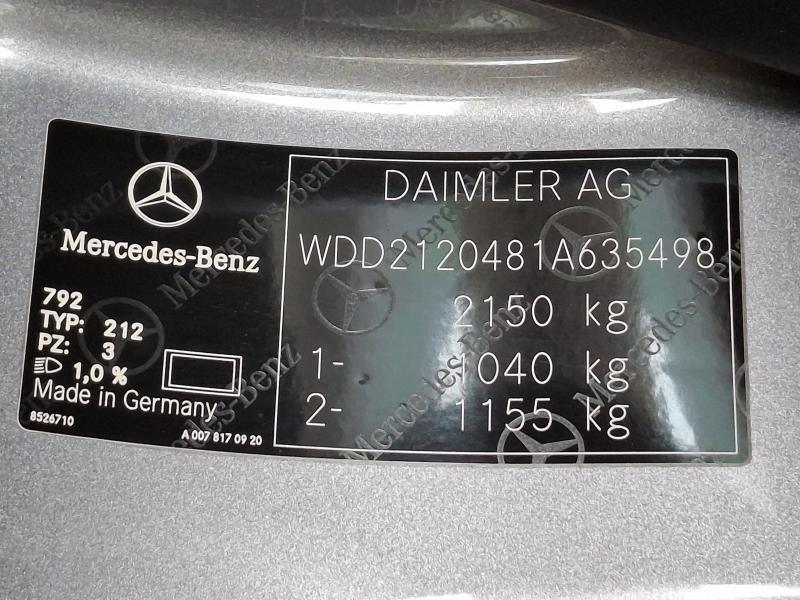 Mercedes-Benz
792
TYP: 212
PZ: 3
1,0 %
Made in Germany
8526710
A 007 817 09 20
DAIMLER AG
WDD2120481A635498
2150 kg
1- 1040 kg
2- 1155 kg